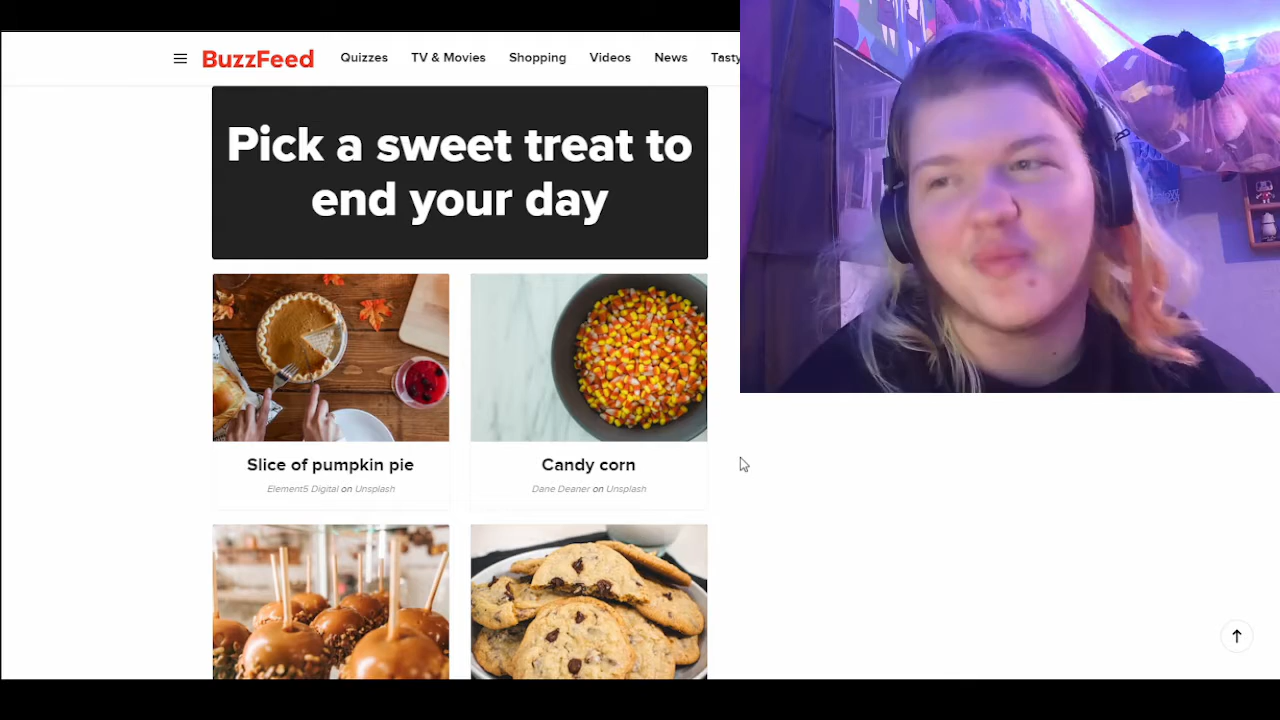 BuzzFeed
Quizzes
TV & Movies
Shopping
Videos
News
Tasty
Pick a sweet treat to
end your day
Slice of pumpkin pie
Element5 Digital on Unsplash
Candy corn
Dane Deaner on Unsplash